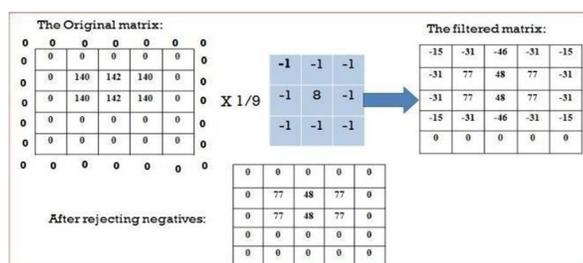 The Original matrix:
0 0 0 0 0 0 0
0 0 0 0 0 0 0
0 0 140 142 140 0 0
0 0 140 142 140 0 0
0 0 0 0 0 0 0
0 0 0 0 0 0 0
0 0 0 0 0 0 0
X 1/9
-1 -1 -1
-1 8 -1
-1 -1 -1
The filtered matrix:
-15 -31 -46 -31 -15
-31 77 48 77 -31
-31 77 48 77 -31
-15 -31 -46 -31 -15
0 0 0 0 0
After rejecting negatives:
0 0 0 0 0
0 77 48 77 0
0 77 48 77 0
0 0 0 0 0
0 0 0 0 0